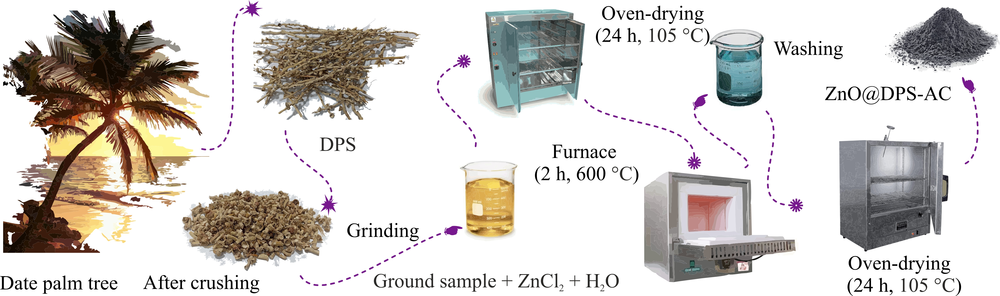 Date palm tree
DPS
After crushing
Grinding
Ground sample + ZnCl₂ + H₂O
Oven-drying
(24 h, 105 °C)
Furnace
(2 h, 600 °C)
Washing
Oven-drying
(24 h, 105 °C)
ZnO@DPS-AC